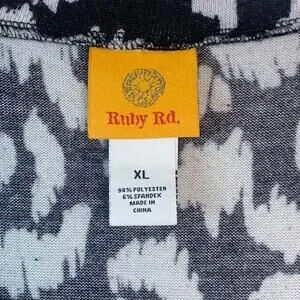 Ruby Rd.
XL
94% POLYESTER
6% SPANDEX
MADE IN
CHINA